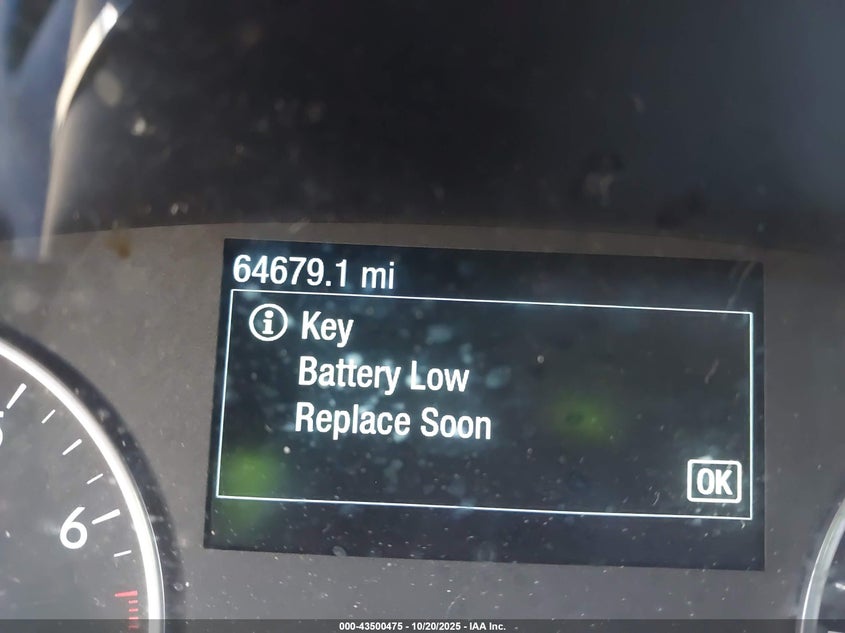 64679.1 mi
Key
Battery Low
Replace Soon
OK
6
000-43500475 - 10/20/2025 - IAA Inc.